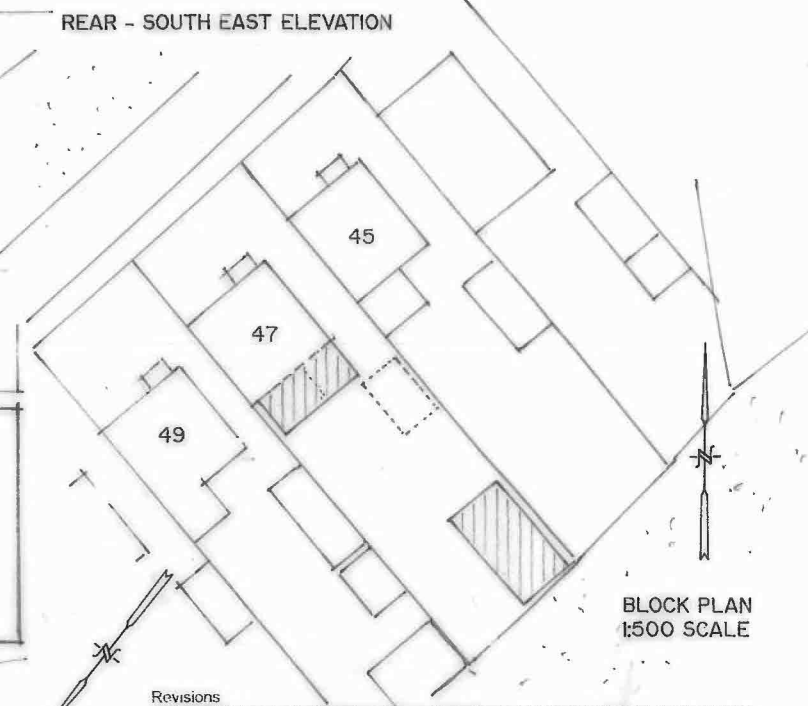 REAR - SOUTH EAST ELEVATION
45
47
49
N
N
BLOCK PLAN
1:500 SCALE
Revisions